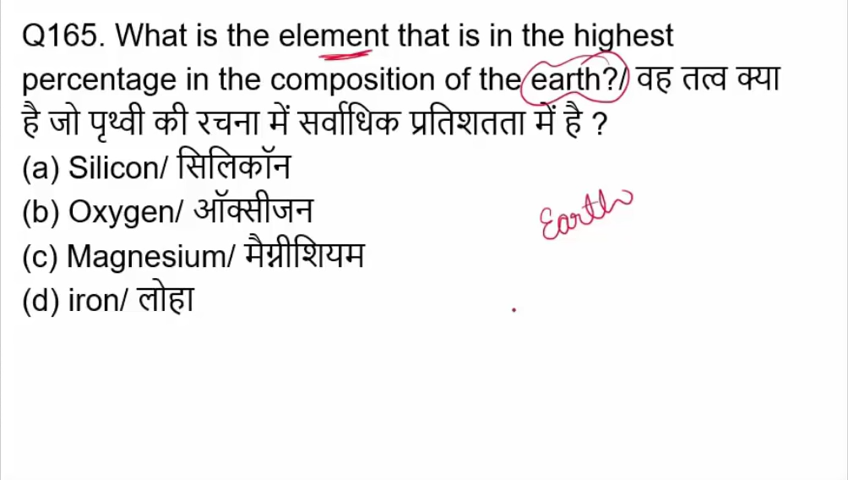 Q165. What is the element that is in the highest
percentage in the composition of the earth?/ वह तत्व क्या
है जो पृथ्वी की रचना में सर्वाधिक प्रतिशतता में है ?
(a) Silicon/ सिलिकॉन
(b) Oxygen/ ऑक्सीजन
Earth
(c) Magnesium/ मैग्नीशियम
(d) iron/ लोहा